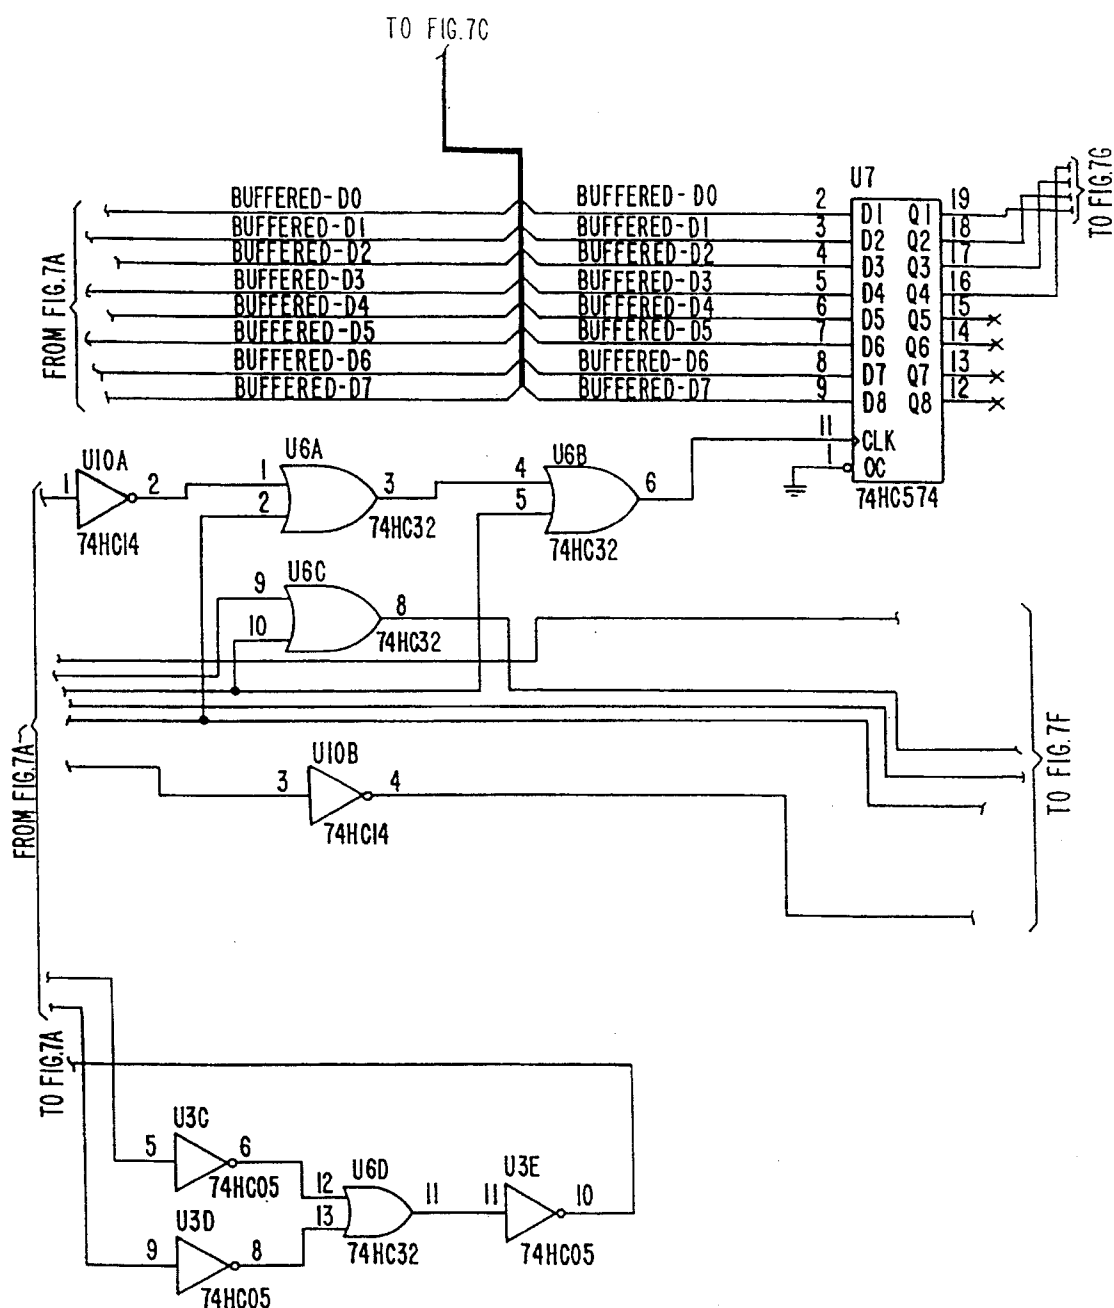 TO FIG.7C
U7
BUFFERED-D0 BUFFERED-D0 2 D1 Q1 19
BUFFERED-D1 BUFFERED-D1 3 D2 Q2 18
BUFFERED-D2 BUFFERED-D2 4 D3 Q3 17
BUFFERED-D3 BUFFERED-D3 5 D4 Q4 16
BUFFERED-D4 BUFFERED-D4 6 D5 Q5 15
BUFFERED-D5 BUFFERED-D5 7 D6 Q6 14
BUFFERED-D6 BUFFERED-D6 8 D7 Q7 13
BUFFERED-D7 BUFFERED-D7 9 D8 Q8 12
11 CLK
1 OC
74HC574
TO FIG.7G
FROM FIG.7A
U10A
1 2
74HC14
U6A
1 3
2
74HC32
U6B
4 6
5
74HC32
U6C
9 8
10
74HC32
FROM FIG.7A
U10B
3 4
74HC14
TO FIG.7F
TO FIG.7A
U3C
5 6
74HC05
U3D
9 8
74HC05
U6D
12 11
13
74HC32
U3E
11 10
74HC05